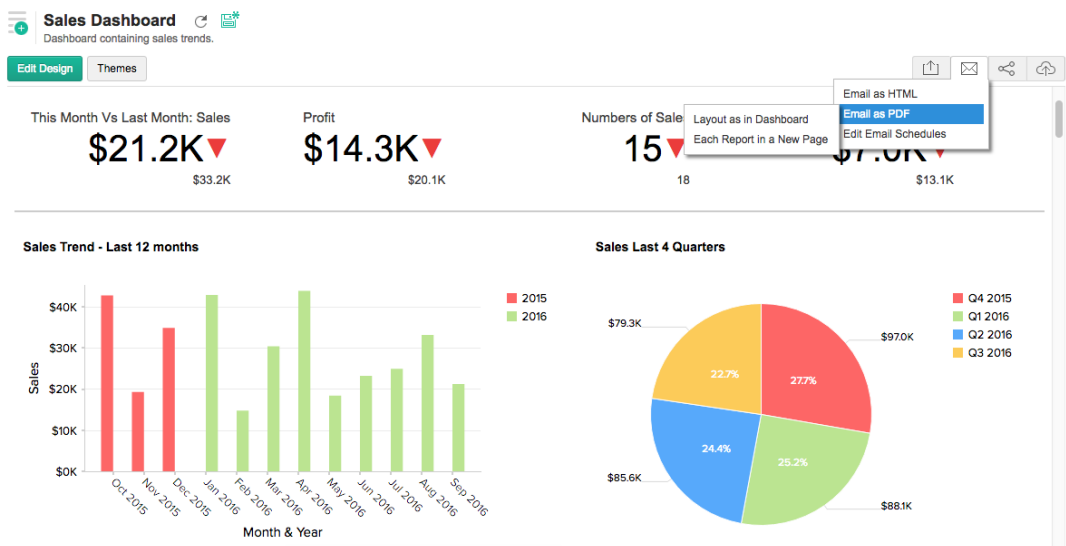 Sales Dashboard
Dashboard containing sales trends.
Edit Design
Themes
Email as HTML
Email as PDF
Edit Email Schedules
Layout as in Dashboard
Each Report in a New Page
This Month Vs Last Month: Sales
$21.2K
$33.2K
Profit
$14.3K
$20.1K
Numbers of Sale
15
18
$7.0K
$13.1K
Sales Trend - Last 12 months
$40K
$30K
$20K
$10K
$0K
Sales
Oct 2015
Nov 2015
Dec 2015
Jan 2016
Feb 2016
Mar 2016
Apr 2016
May 2016
Jun 2016
Jul 2016
Aug 2016
Sep 2016
Month & Year
2015
2016
Sales Last 4 Quarters
$79.3K
$97.0K
22.7%
27.7%
24.4%
25.2%
$85.6K
$88.1K
Q4 2015
Q1 2016
Q2 2016
Q3 2016